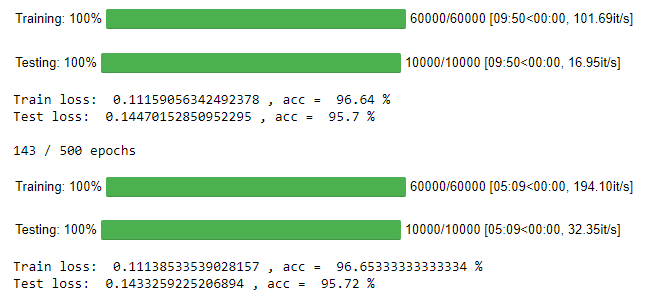 Training: 100% 60000/60000 [09:50<00:00, 101.69it/s]
Testing: 100% 10000/10000 [09:50<00:00, 16.95it/s]
Train loss:  0.11159056342492378 , acc =  96.64 %
Test loss:  0.14470152850952295 , acc =  95.7 %
143 / 500 epochs
Training: 100% 60000/60000 [05:09<00:00, 194.10it/s]
Testing: 100% 10000/10000 [05:09<00:00, 32.35it/s]
Train loss:  0.11138533539028157 , acc =  96.65333333333334 %
Test loss:  0.1433259225206894 , acc =  95.72 %